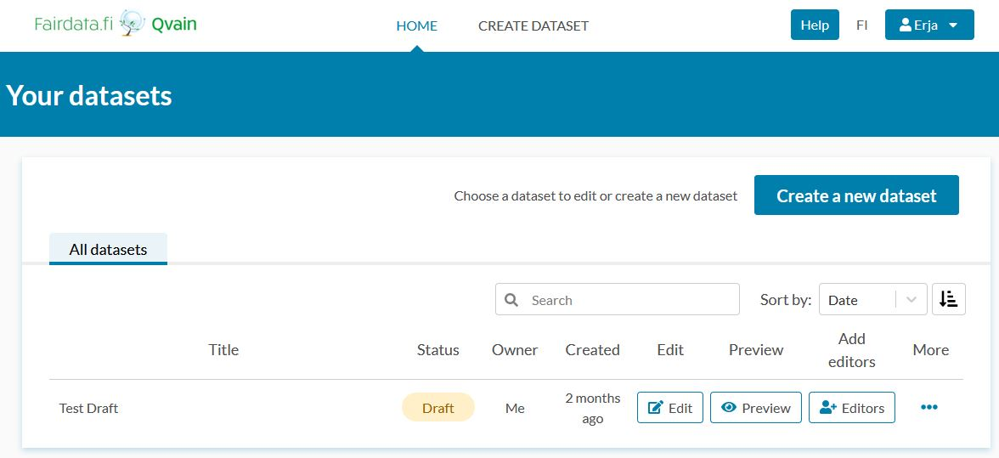 Fairdata.fi Qvain
HOME
CREATE DATASET
Help
FI
Erja
Your datasets
Choose a dataset to edit or create a new dataset
Create a new dataset
All datasets
Search
Sort by:
Date
Title
Status
Owner
Created
Edit
Preview
Add
editors
More
Test Draft
Draft
Me
2 months
ago
Edit
Preview
Editors